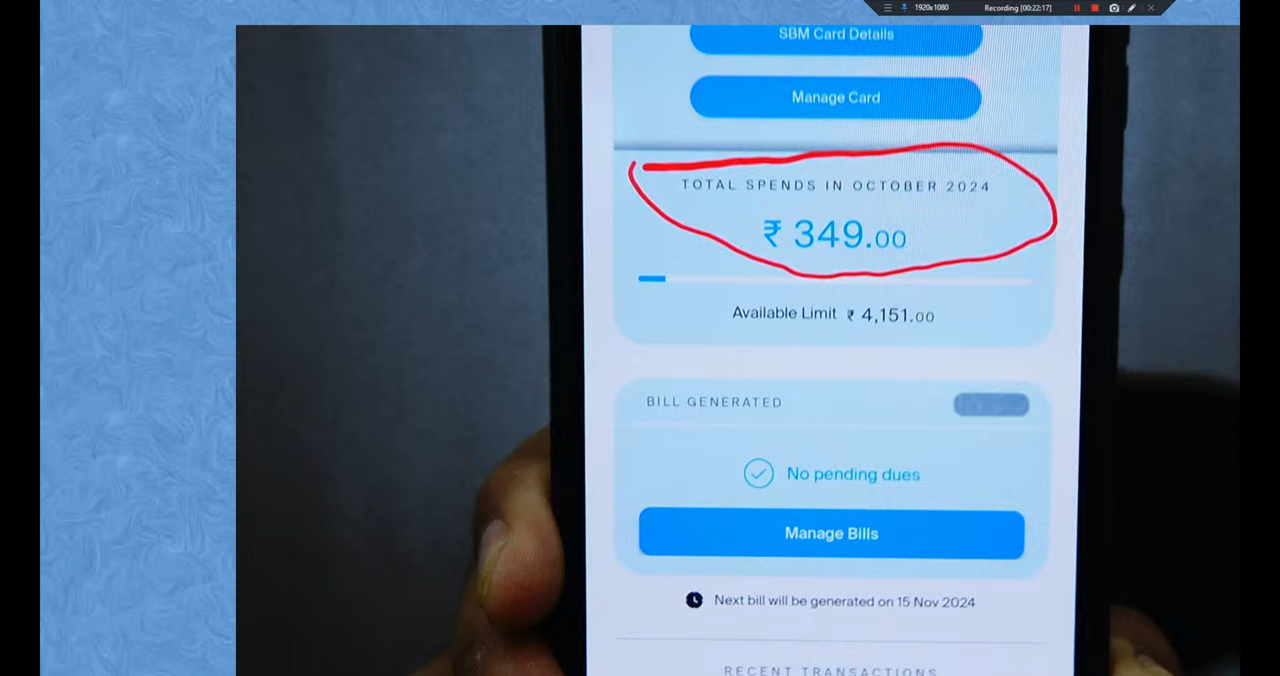 1920x1080 Recording [00:22:17]
SBM Card Details
Manage Card
TOTAL SPENDS IN OCTOBER 2024
₹ 349.00
Available Limit ₹ 4,151.00
BILL GENERATED
No pending dues
Manage Bills
Next bill will be generated on 15 Nov 2024
RECENT TRANSACTIONS